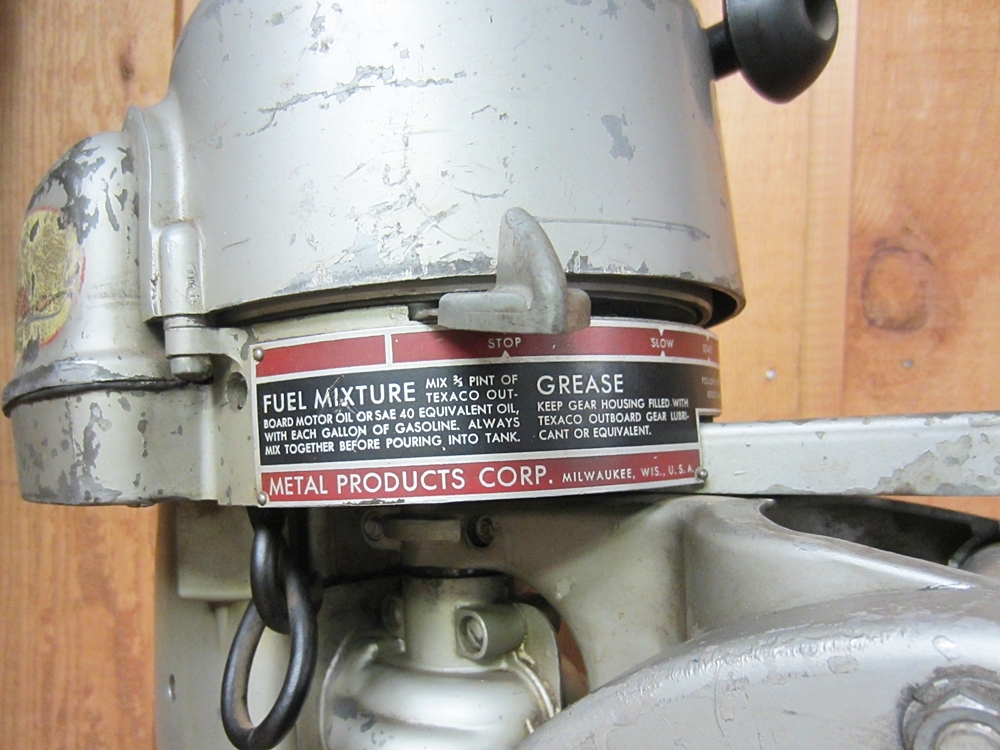 STOP
SLOW
START
FUEL MIXTURE MIX ⅗ PINT OF
TEXACO OUT-
BOARD MOTOR OIL OR SAE 40 EQUIVALENT OIL,
WITH EACH GALLON OF GASOLINE. ALWAYS
MIX TOGETHER BEFORE POURING INTO TANK.
GREASE
KEEP GEAR HOUSING FILLED WITH
TEXACO OUTBOARD GEAR LUBRI-
CANT OR EQUIVALENT.
METAL PRODUCTS CORP. MILWAUKEE, WIS., U.S.A.